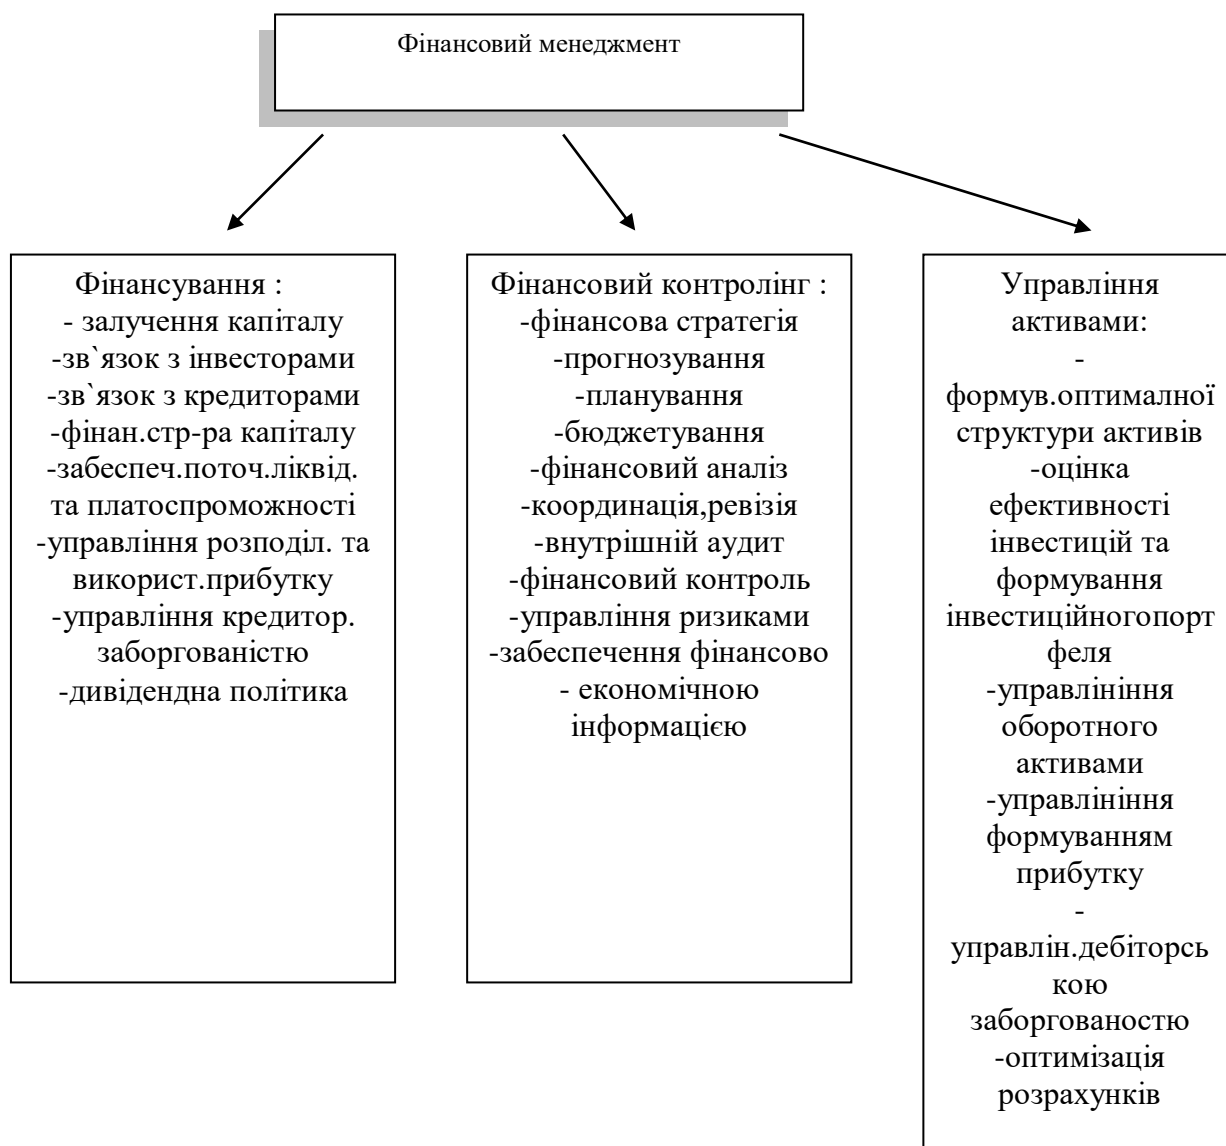 Фінансовий менеджмент
Фінансування :
- залучення капіталу
-зв`язок з інвесторами
-зв`язок з кредиторами
-фінан.стр-ра капіталу
-забеспеч.поточ.ліквід.
та платоспроможності
-управління розподіл. та
використ.прибутку
-управління кредитор.
заборгованістю
-дивідендна політика
Фінансовий контролінг :
-фінансова стратегія
-прогнозування
-планування
-бюджетування
-фінансовий аналіз
-координація,ревізія
-внутрішній аудит
-фінансовий контроль
-управління ризиками
-забеспечення фінансово
- економічною
інформацією
Управління
активами:
-
формув.оптималної
структури активів
-оцінка
ефективності
інвестицій та
формування
інвестиційногопорт
феля
-управлініння
оборотного
активами
-управлініння
формуванням
прибутку
-
управлін.дебіторсь
кою
заборгованостю
-оптимізація
розрахунків